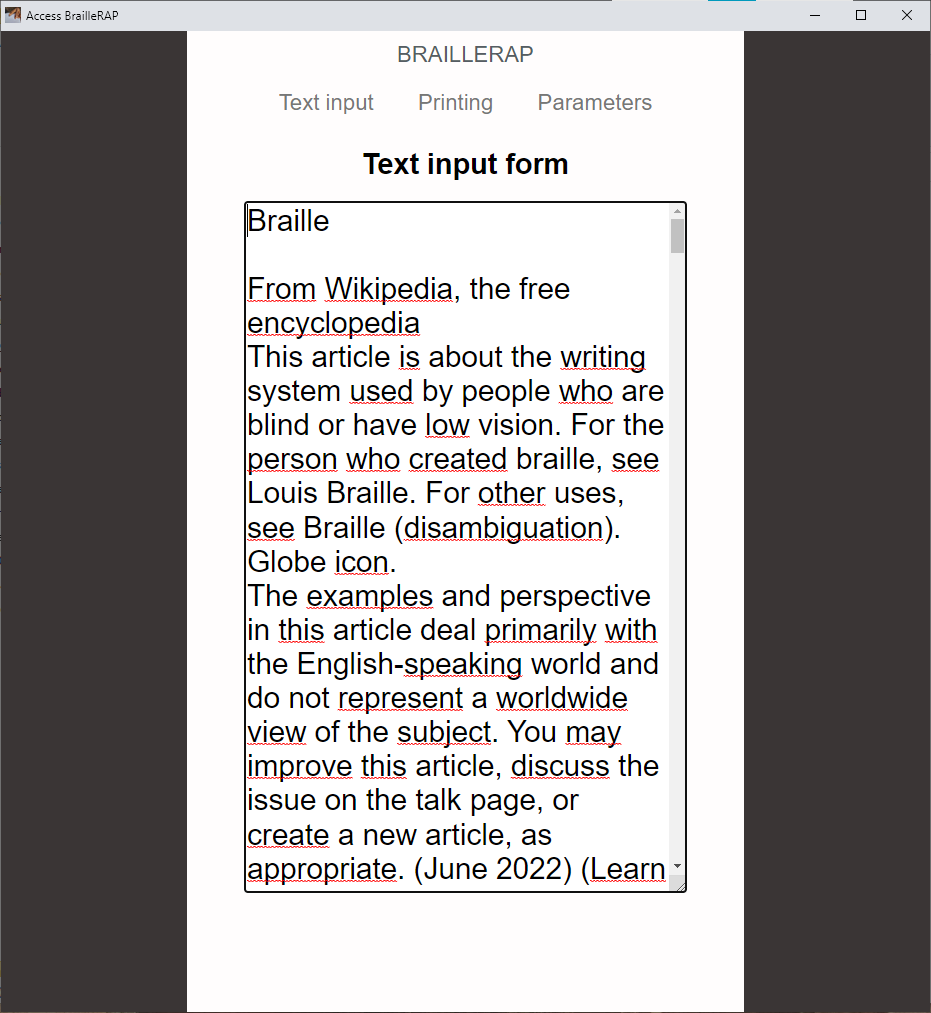 Access BrailleRAP
BRAILLERAP
Text input Printing Parameters
Text input form
Braille
From Wikipedia, the free
encyclopedia
This article is about the writing
system used by people who are
blind or have low vision. For the
person who created braille, see
Louis Braille. For other uses,
see Braille (disambiguation).
Globe icon.
The examples and perspective
in this article deal primarily with
the English-speaking world and
do not represent a worldwide
view of the subject. You may
improve this article, discuss the
issue on the talk page, or
create a new article, as
appropriate. (June 2022) (Learn